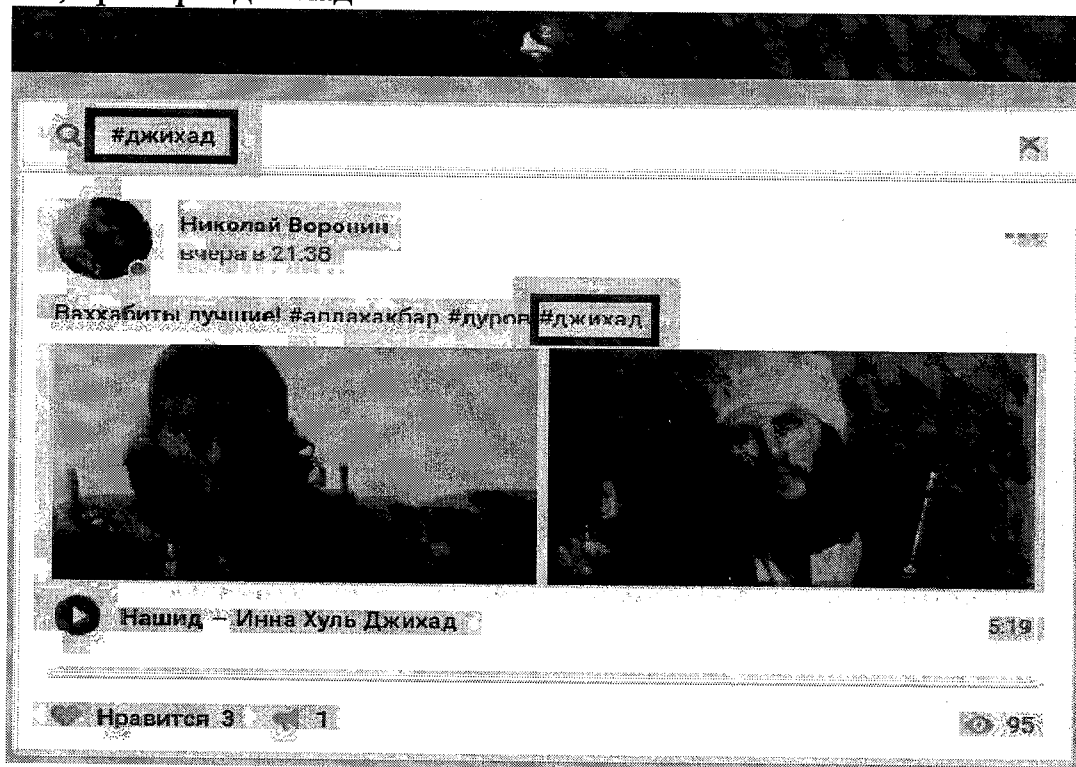 #джихад
Николай Воронин
вчера в 21:38
Ваххабиты лучшие! #аллахакбар #дуров #джихад
Нашид – Инна Хуль Джихад
5:19
Нравится 3 1
95